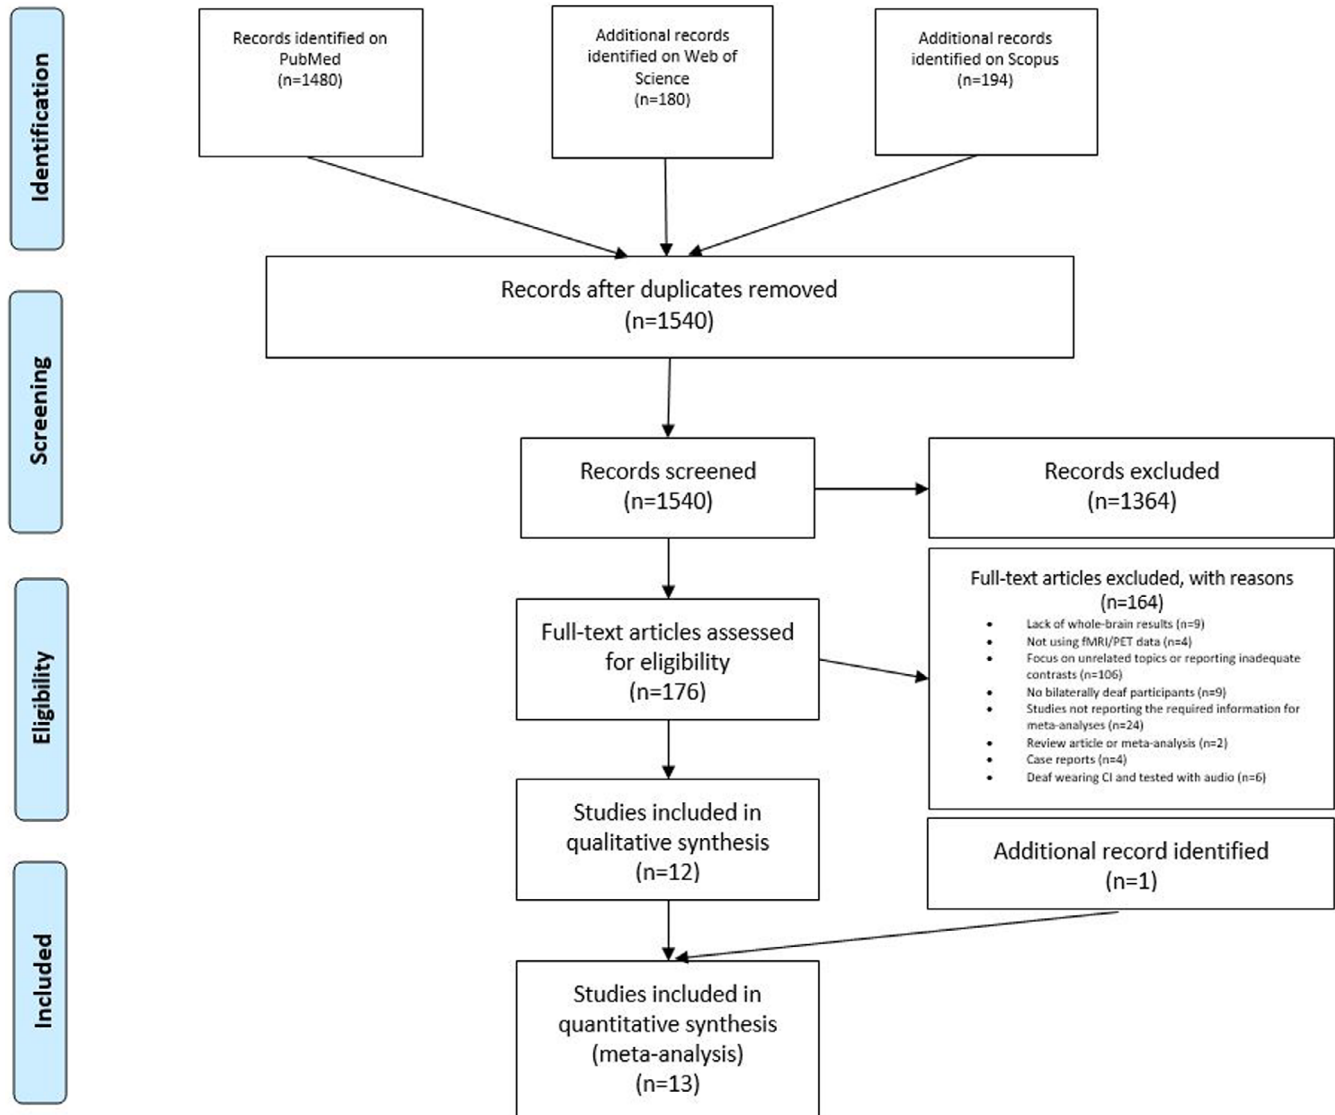 Identification
Records identified on
PubMed
(n=1480)
Additional records
identified on Web of
Science
(n=180)
Additional records
identified on Scopus
(n=194)
Records after duplicates removed
(n=1540)
Screening
Records screened
(n=1540)
Records excluded
(n=1364)
Eligibility
Full-text articles assessed
for eligibility
(n=176)
Full-text articles excluded, with reasons
(n=164)
• Lack of whole-brain results (n=9)
• Not using fMRI/PET data (n=4)
• Focus on unrelated topics or reporting inadequate
contrasts (n=106)
• No bilaterally deaf participants (n=9)
• Studies not reporting the required information for
meta-analyses (n=24)
• Review article or meta-analysis (n=2)
• Case reports (n=4)
• Deaf wearing CI and tested with audio (n=6)
Studies included in
qualitative synthesis
(n=12)
Additional record identified
(n=1)
Included
Studies included in
quantitative synthesis
(meta-analysis)
(n=13)